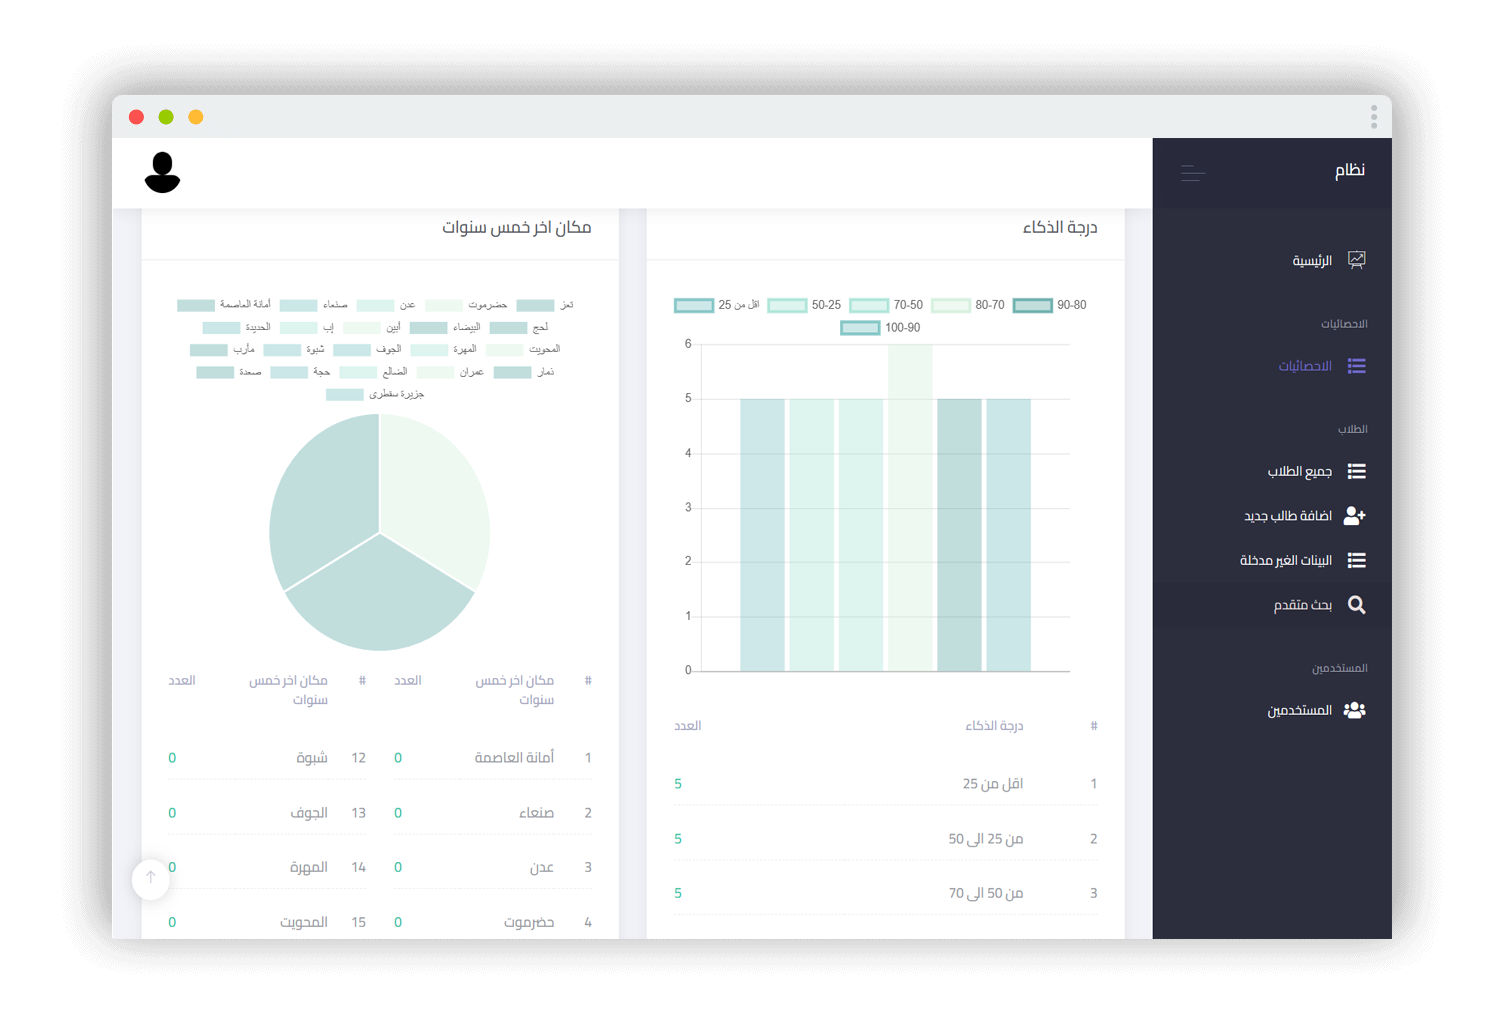 نظام
الرئيسية
الاحصائيات
الاحصائيات
الطلاب
جميع الطلاب
اضافة طالب جديد
البينات الغير مدخلة
بحث متقدم
المستخدمين
المستخدمين
درجة الذكاء
اقل من 25 50-25 70-50 80-70 90-80
100-90
6
5
4
3
2
1
0
# درجة الذكاء العدد
1 اقل من 25 5
2 من 25 الى 50 5
3 من 50 الى 70 5
مكان اخر خمس سنوات
أمانة العاصمة صنعاء عدن حضرموت تعز
الحديدة إب أبين البيضاء لحج
مأرب شبوة الجوف المهرة المحويت
صعدة حجة الضالع عمران ذمار
جزيرة سقطرى
# مكان اخر خمس سنوات العدد # مكان اخر خمس سنوات العدد
1 أمانة العاصمة 0 12 شبوة 0
2 صنعاء 0 13 الجوف 0
3 عدن 0 14 المهرة 0
4 حضرموت 0 15 المحويت 0